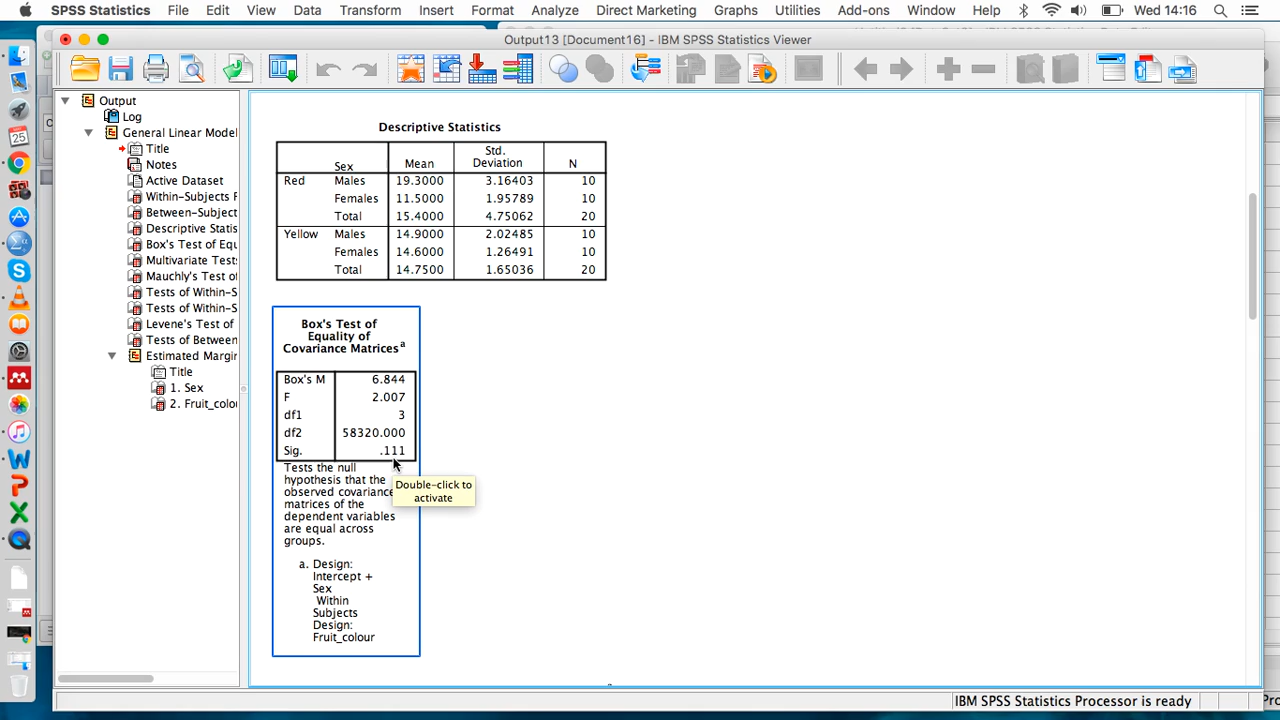 SPSS Statistics File Edit View Data Transform Insert Format Analyze Direct Marketing Graphs Utilities Add-ons Window Help Wed 14:16
Output13 [Document16] - IBM SPSS Statistics Viewer
Output
Log
General Linear Model
Title
Notes
Active Dataset
Within-Subjects F
Between-Subject
Descriptive Statis
Box's Test of Equ
Multivariate Test
Mauchly's Test of
Tests of Within-S
Tests of Within-S
Levene's Test of
Tests of Between
Estimated Margin
Title
1. Sex
2. Fruit_colou
25
Descriptive Statistics
Sex Mean Std. Deviation N
Red Males 19.3000 3.16403 10
Females 11.5000 1.95789 10
Total 15.4000 4.75062 20
Yellow Males 14.9000 2.02485 10
Females 14.6000 1.26491 10
Total 14.7500 1.65036 20
Box's Test of
Equality of
Covariance Matrices a
Box's M 6.844
F 2.007
df1 3
df2 58320.000
Sig. .111
Tests the null
hypothesis that the
observed covariance
matrices of the
dependent variables
are equal across
groups.
Double-click to
activate
a. Design:
Intercept +
Sex
Within
Subjects
Design:
Fruit_colour
IBM SPSS Statistics Processor is ready